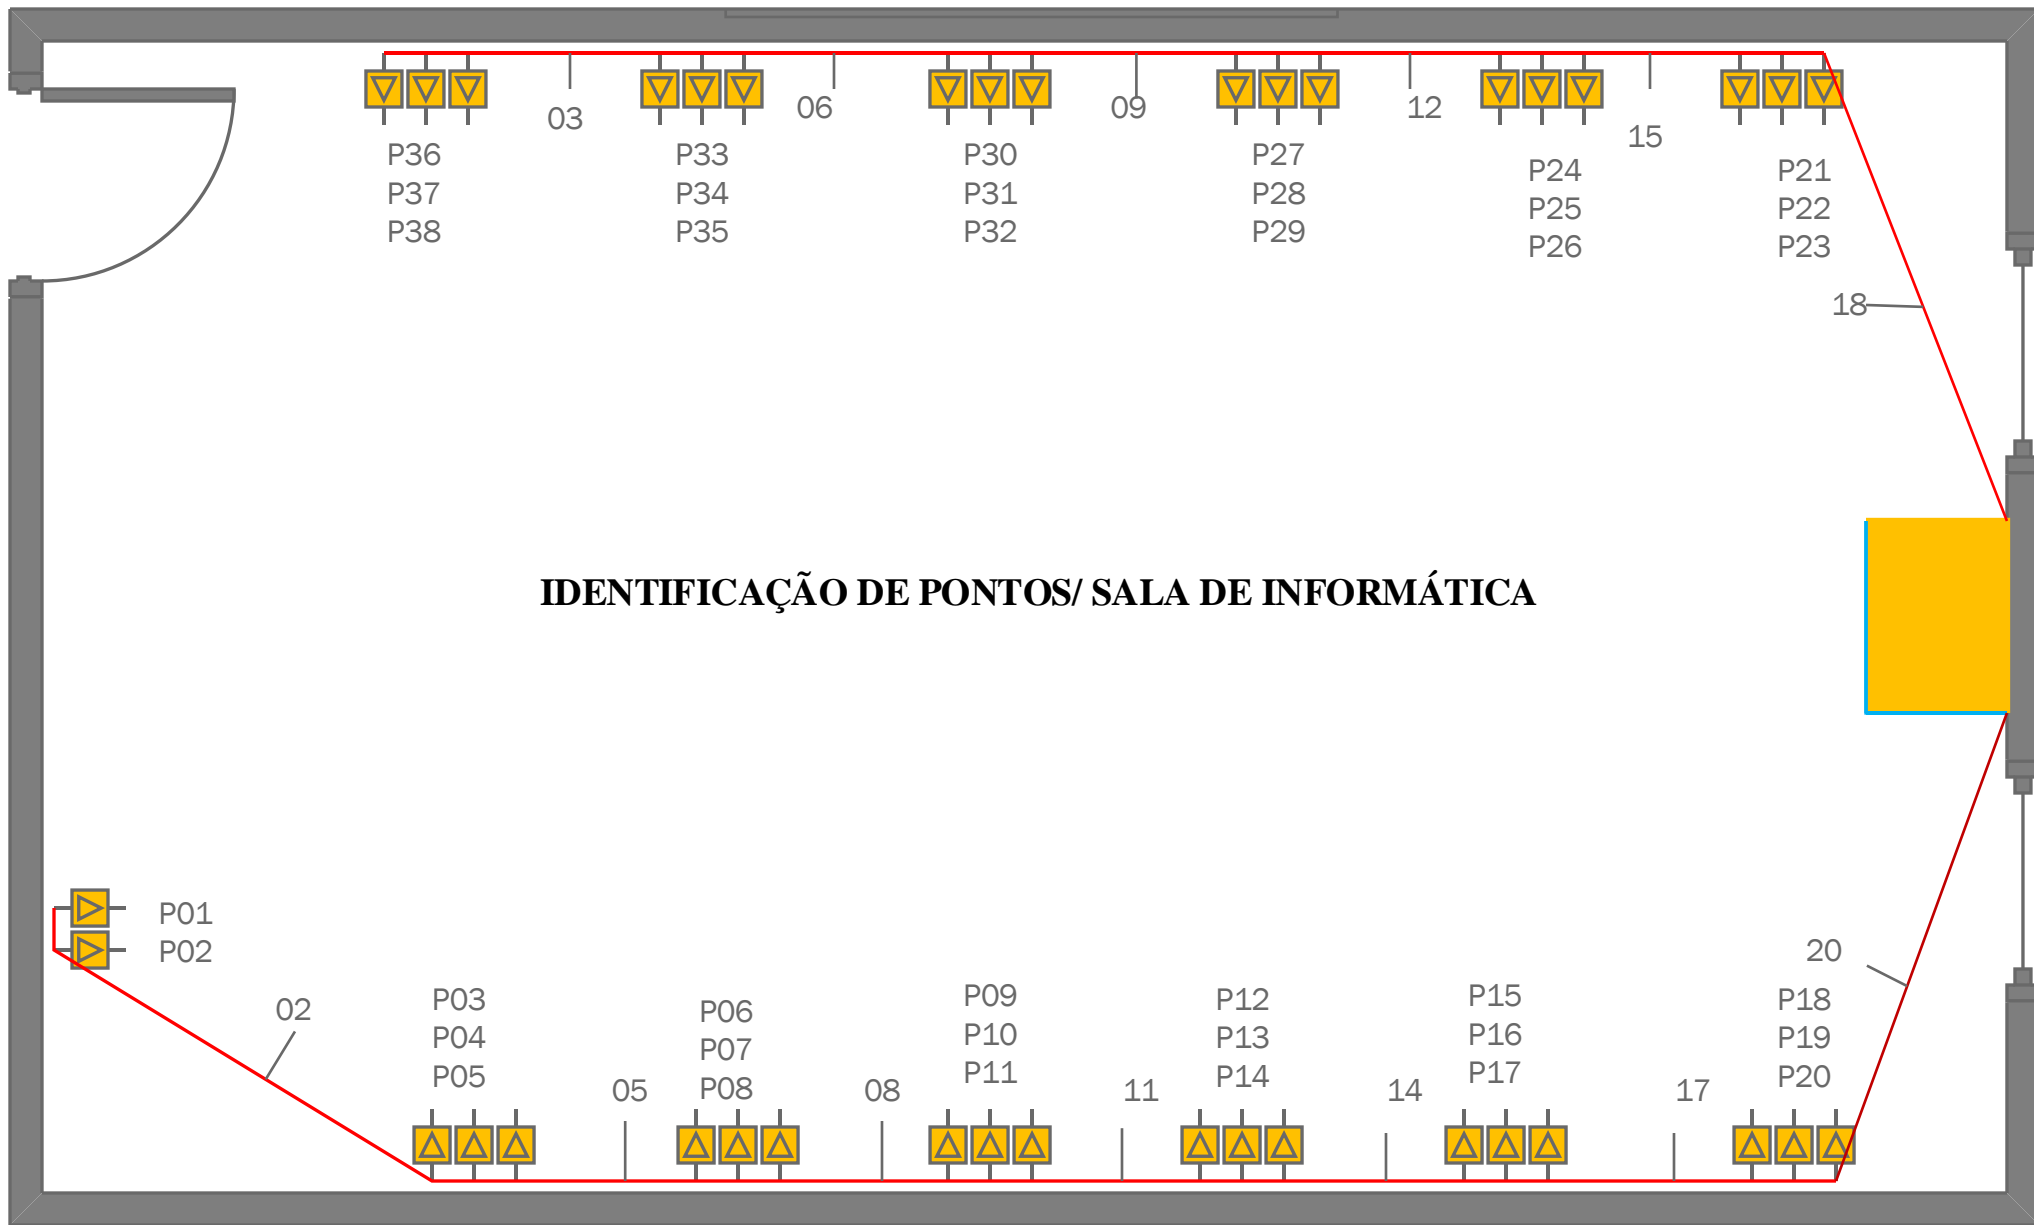 03
06
09
12
15
P36
P37
P38
P33
P34
P35
P30
P31
P32
P27
P28
P29
P24
P25
P26
P21
P22
P23
18
IDENTIFICAÇÃO DE PONTOS/ SALA DE INFORMÁTICA
P01
P02
02
20
P03
P04
P05
05
P06
P07
P08
08
P09
P10
P11
11
P12
P13
P14
14
P15
P16
P17
17
P18
P19
P20